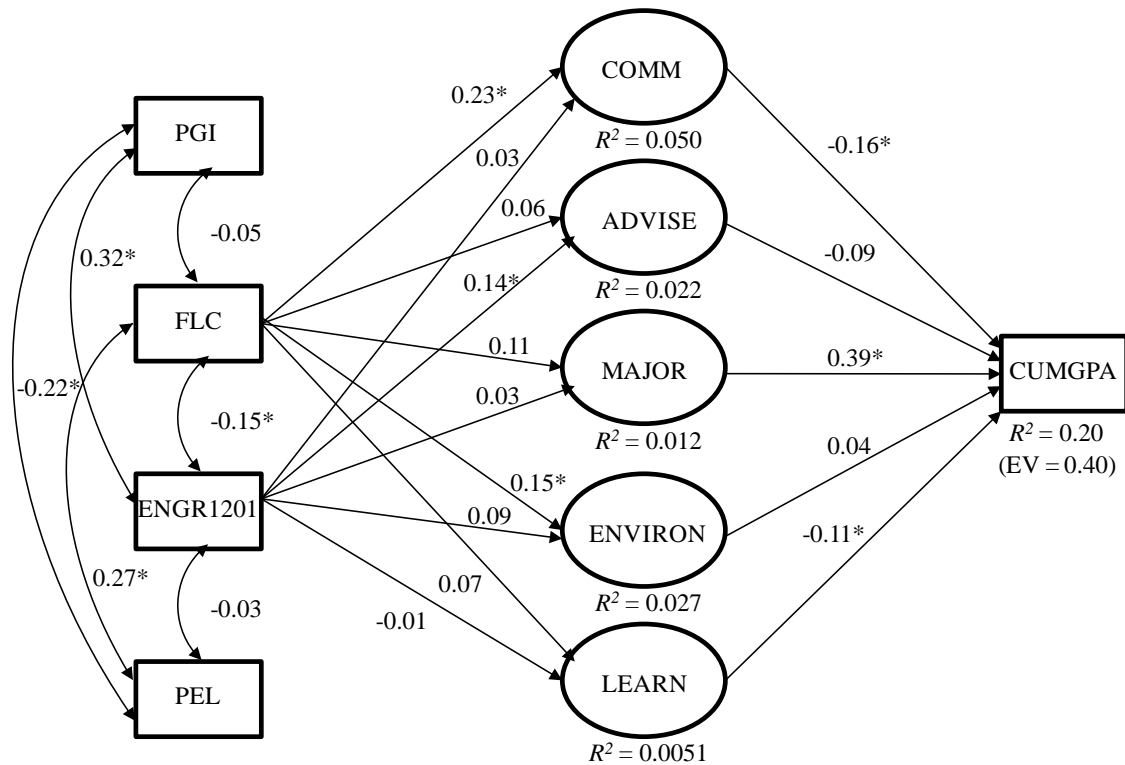 COMM
0.23*
PGI
R² = 0.050
-0.16*
0.03
0.06
ADVISE
-0.05
0.32*
-0.09
0.14*
R² = 0.022
FLC
0.11
MAJOR
0.39*
CUMGPA
-0.22*
0.03
-0.15*
R² = 0.012
R² = 0.20
(EV = 0.40)
0.04
0.15*
ENGR1201
0.09
ENVIRON
-0.11*
0.27*
0.07
R² = 0.027
-0.03
-0.01
LEARN
PEL
R² = 0.0051